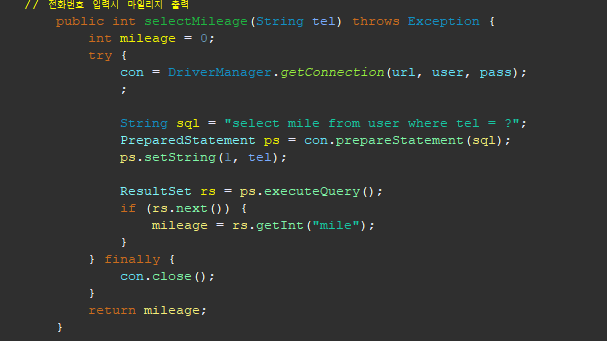 // 전화번호 입력시 마일리지 출력
public int selectMileage(String tel) throws Exception {
int mileage = 0;
try {
con = DriverManager.getConnection(url, user, pass);
;
String sql = "select mile from user where tel = ?";
PreparedStatement ps = con.prepareStatement(sql);
ps.setString(1, tel);
ResultSet rs = ps.executeQuery();
if (rs.next()) {
mileage = rs.getInt("mile");
}
} finally {
con.close();
}
return mileage;
}